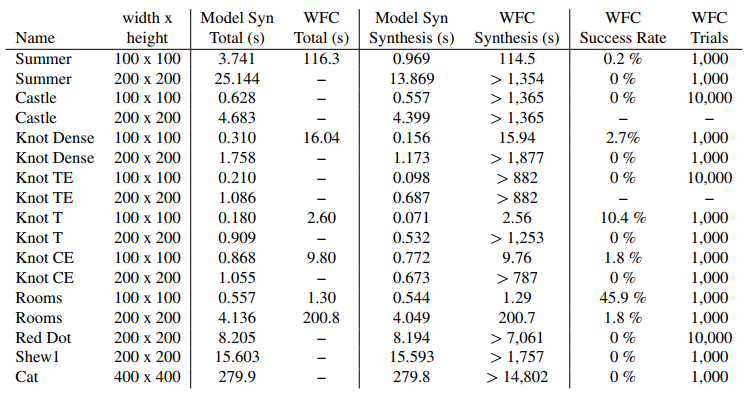 width x Model Syn WFC Model Syn WFC WFC WFC
Name height Total (s) Total (s) Synthesis (s) Synthesis (s) Success Rate Trials
Summer 100 x 100 3.741 116.3 0.969 114.5 0.2 % 1,000
Summer 200 x 200 25.144 – 13.869 > 1,354 0 % 1,000
Castle 100 x 100 0.628 – 0.557 > 1,365 0 % 10,000
Castle 200 x 200 4.683 – 4.399 > 1,365 – –
Knot Dense 100 x 100 0.310 16.04 0.156 15.94 2.7% 1,000
Knot Dense 200 x 200 1.758 – 1.173 > 1,877 0 % 1,000
Knot TE 100 x 100 0.210 – 0.098 > 882 0 % 10,000
Knot TE 200 x 200 1.086 – 0.687 > 882 – –
Knot T 100 x 100 0.180 2.60 0.071 2.56 10.4 % 1,000
Knot T 200 x 200 0.909 – 0.532 > 1,253 0 % 1,000
Knot CE 100 x 100 0.868 9.80 0.772 9.76 1.8 % 1,000
Knot CE 200 x 200 1.055 – 0.673 > 787 0 % 1,000
Rooms 100 x 100 0.557 1.30 0.544 1.29 45.9 % 1,000
Rooms 200 x 200 4.136 200.8 4.049 200.7 1.8 % 1,000
Red Dot 200 x 200 8.205 – 8.194 > 7,061 0 % 10,000
Shew1 200 x 200 15.603 – 15.593 > 1,757 0 % 1,000
Cat 400 x 400 279.9 – 279.8 > 14,802 0 % 1,000